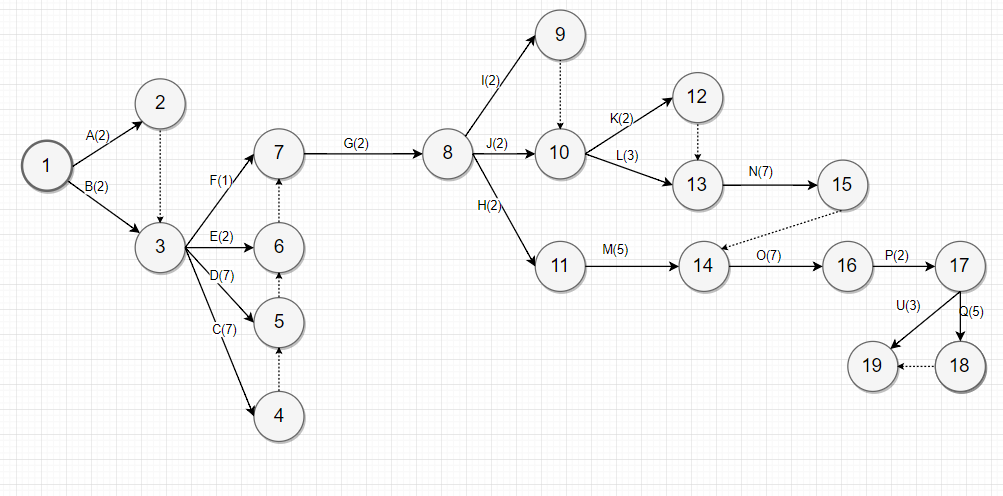 9
I(2)
2
12
K(2)
A(2)
1
7
G(2)
8
J(2)
10
L(3)
F(1)
B(2)
13
N(7)
15
H(2)
3
E(2)
6
D(7)
11
M(5)
14
O(7)
16
P(2)
17
C(7)
5
U(3)
Q(5)
19
18
4